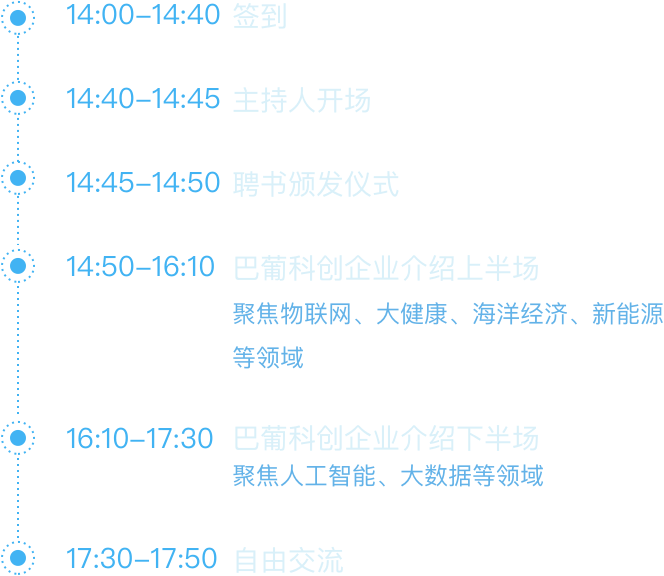 14:00–14:40 签到
14:40–14:45 主持人开场
14:45–14:50 聘书颁发仪式
14:50–16:10 巴葡科创企业介绍上半场
聚焦物联网、大健康、海洋经济、新能源
等领域
16:10–17:30 巴葡科创企业介绍下半场
聚焦人工智能、大数据等领域
17:30–17:50 自由交流